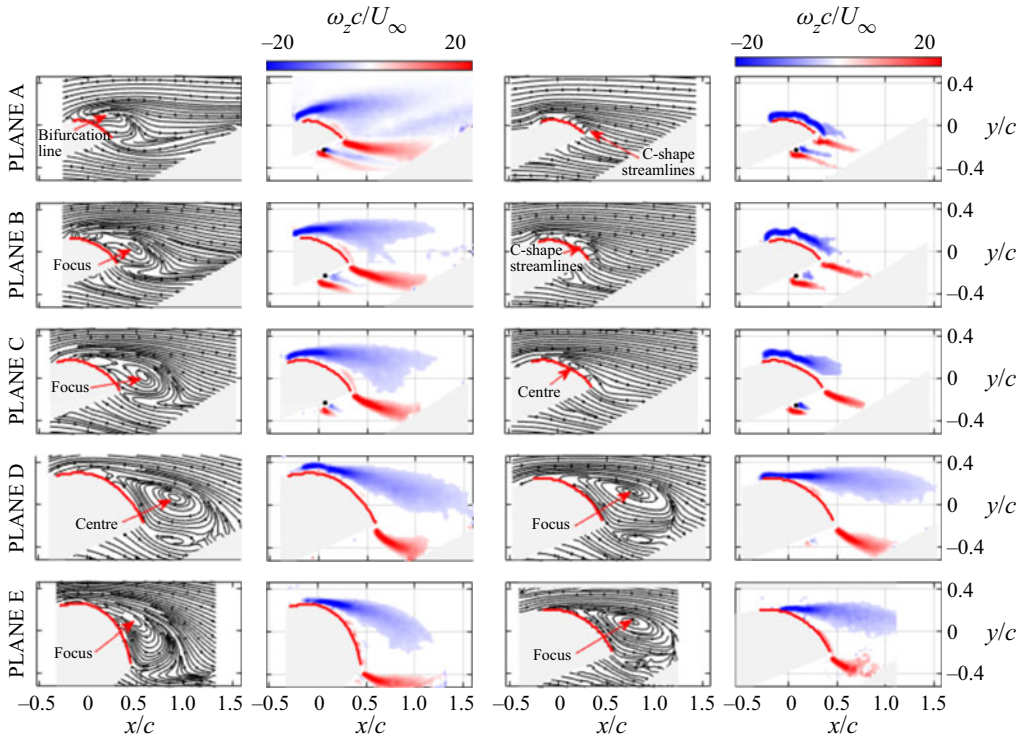 ω_z c/U_∞ ω_z c/U_∞
–20 20 –20 20
PLANE A
Bifurcation
line
C-shape
streamlines
0.4
0
–0.4
y/c
PLANE B
Focus
C-shape
streamlines
0.4
0
–0.4
y/c
PLANE C
Focus
Centre
0.4
0
–0.4
y/c
PLANE D
Centre
Focus
0.4
0
–0.4
y/c
PLANE E
Focus
Focus
0.4
0
–0.4
y/c
–0.5 0 0.5 1.0 1.5 –0.5 0 0.5 1.0 1.5 –0.5 0 0.5 1.0 1.5 –0.5 0 0.5 1.0 1.5
x/c x/c x/c x/c